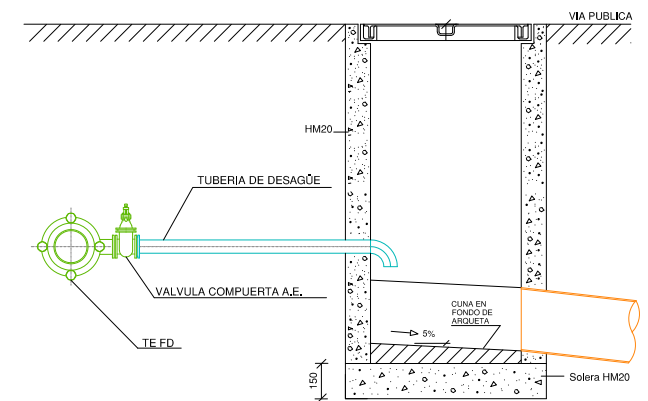 VIA PUBLICA
HM20
TUBERIA DE DESAGÜE
VALVULA COMPUERTA A.E.
TE FD
CUNA EN
FONDO DE
ARQUETA
5%
150
Solera HM20